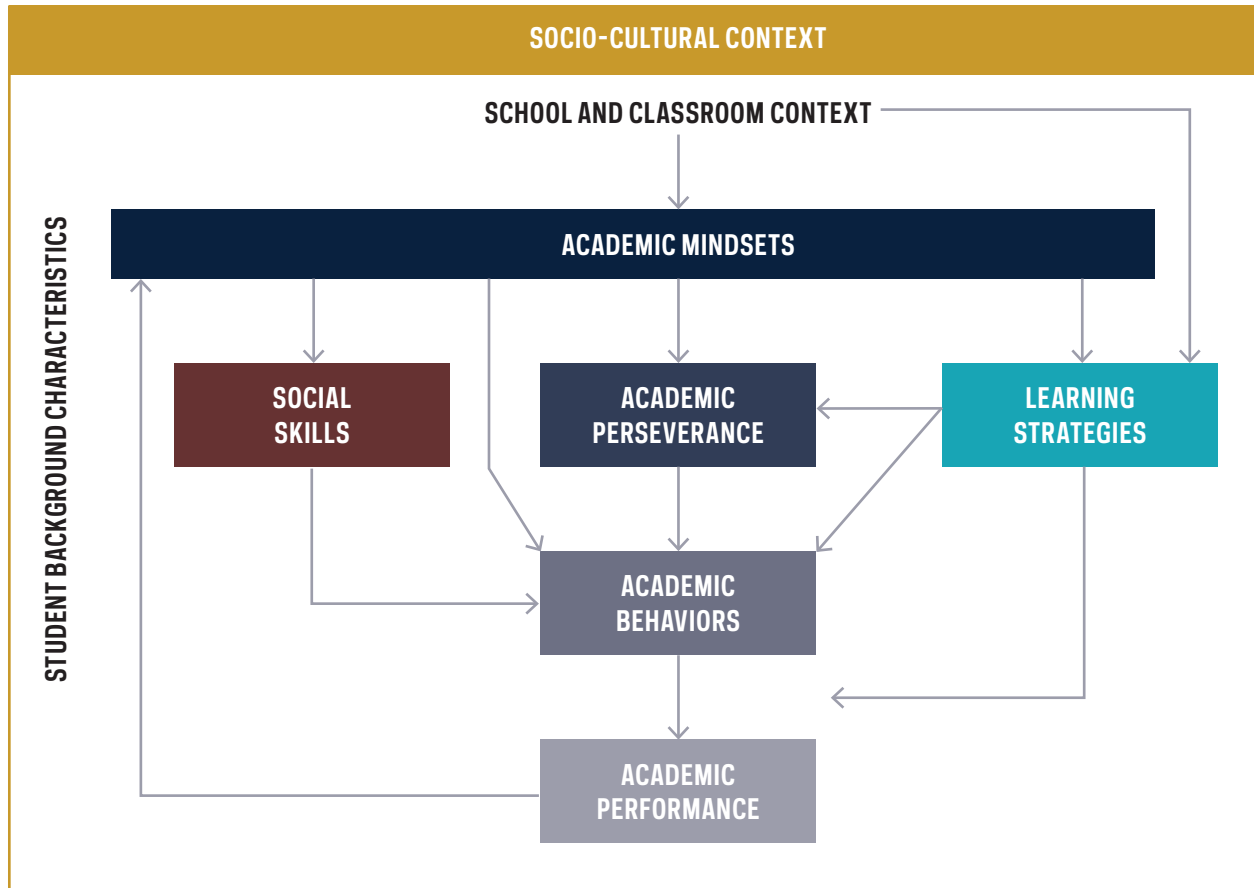 SOCIO-CULTURAL CONTEXT
SCHOOL AND CLASSROOM CONTEXT
STUDENT BACKGROUND CHARACTERISTICS
ACADEMIC MINDSETS
SOCIAL
SKILLS
ACADEMIC
PERSEVERANCE
LEARNING
STRATEGIES
ACADEMIC
BEHAVIORS
ACADEMIC
PERFORMANCE